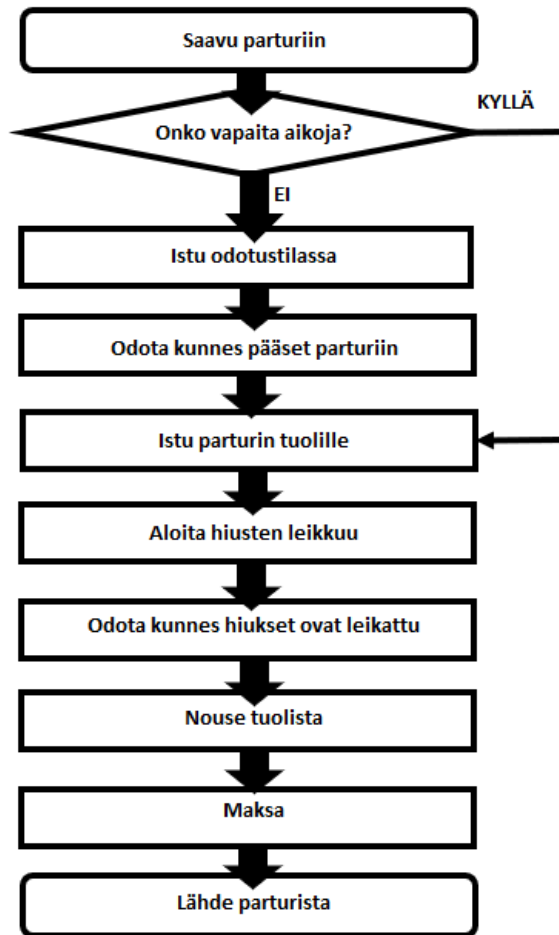 Saavu parturiin
KYLLÄ
Onko vapaita aikoja?
EI
Istu odotustilassa
Odota kunnes pääset parturiin
Istu parturin tuolille
Aloita hiusten leikkuu
Odota kunnes hiukset ovat leikattu
Nouse tuolista
Maksa
Lähde parturista